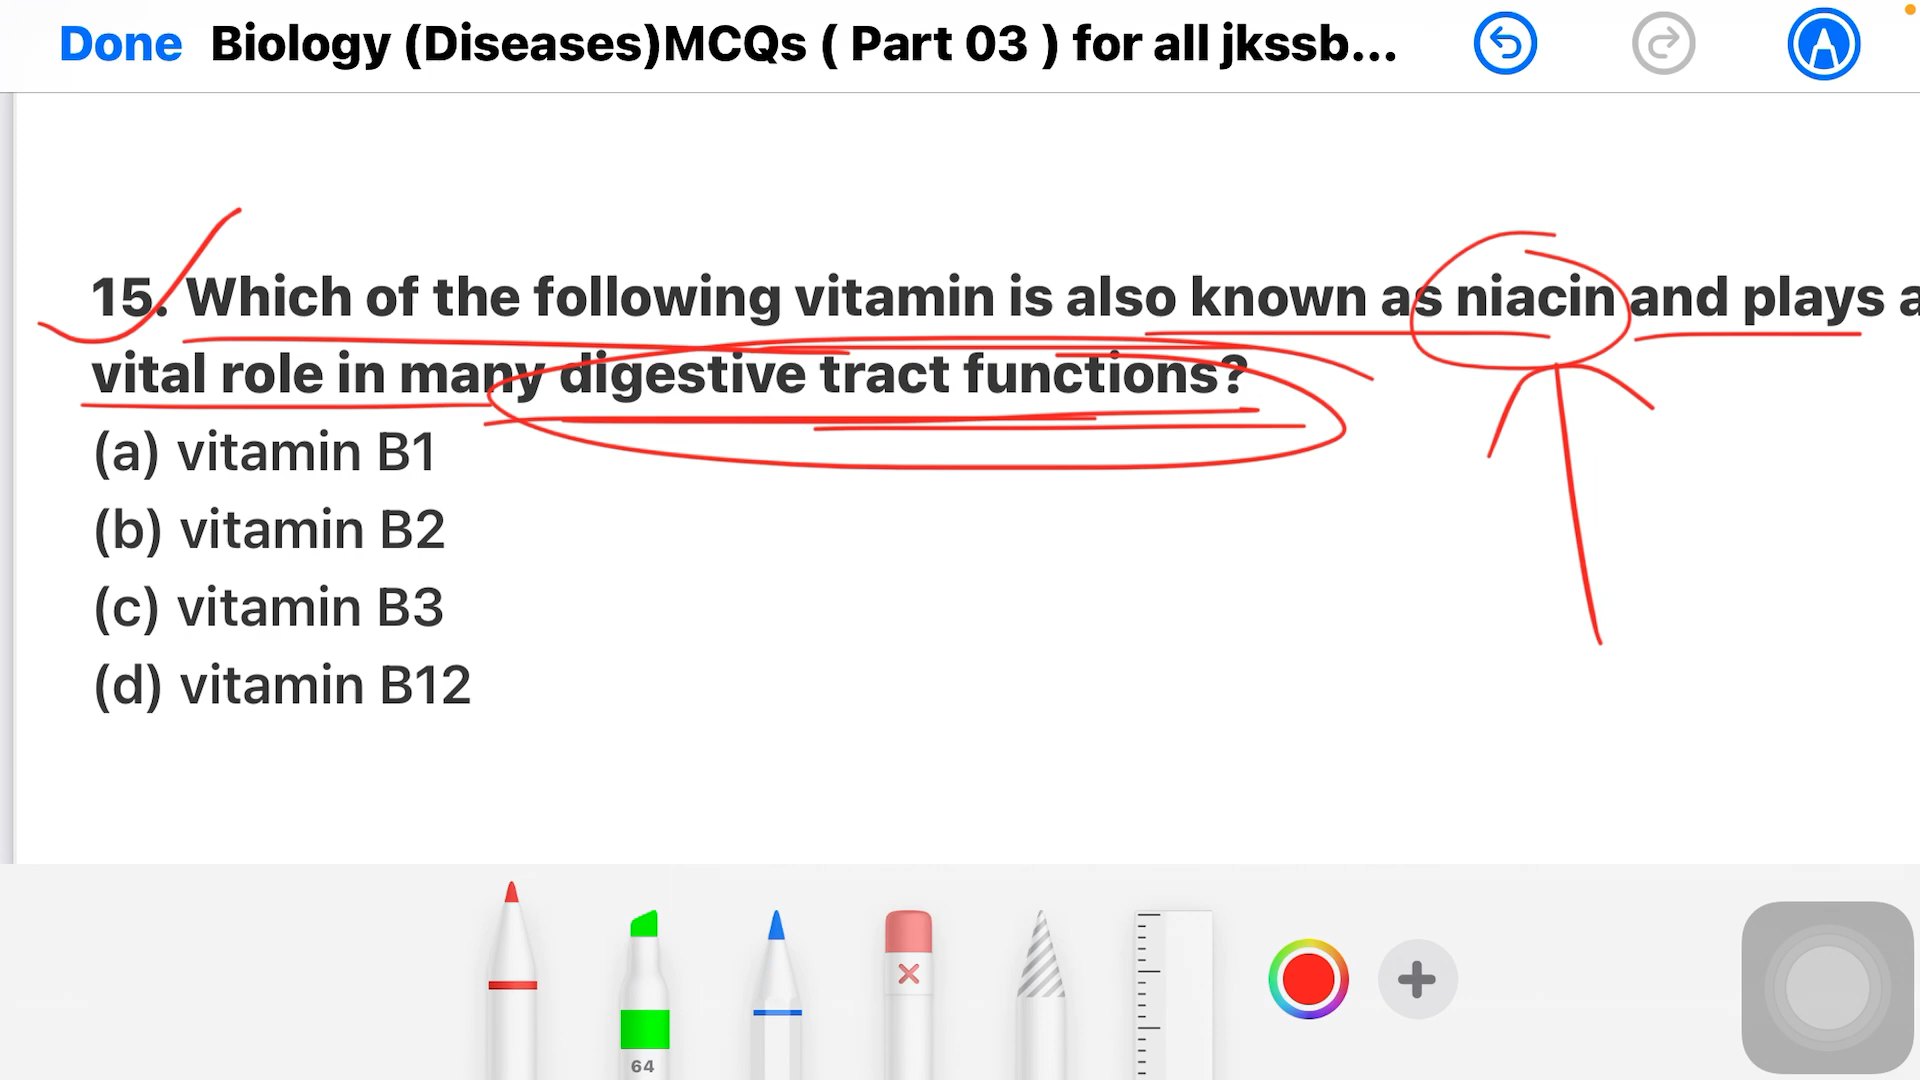 Done Biology (Diseases)MCQs ( Part 03 ) for all jkssb...
15. Which of the following vitamin is also known as niacin and plays a
vital role in many digestive tract functions?
(a) vitamin B1
(b) vitamin B2
(c) vitamin B3
(d) vitamin B12
64